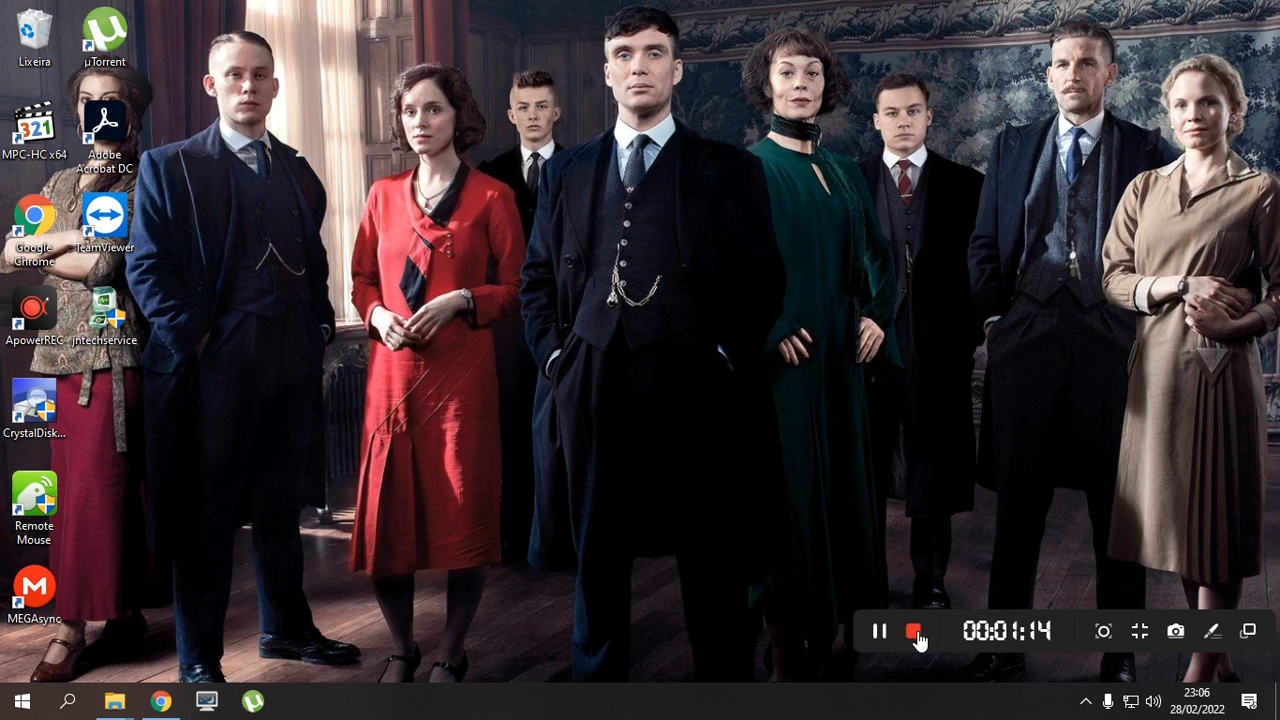 Lixeira
µTorrent
MPC-HC x64
Adobe
Acrobat DC
Google
Chrome
TeamViewer
ApowerREC
jntechservice
CrystalDisk...
Remote
Mouse
MEGAsync
00:01:14
23:06
28/02/2022